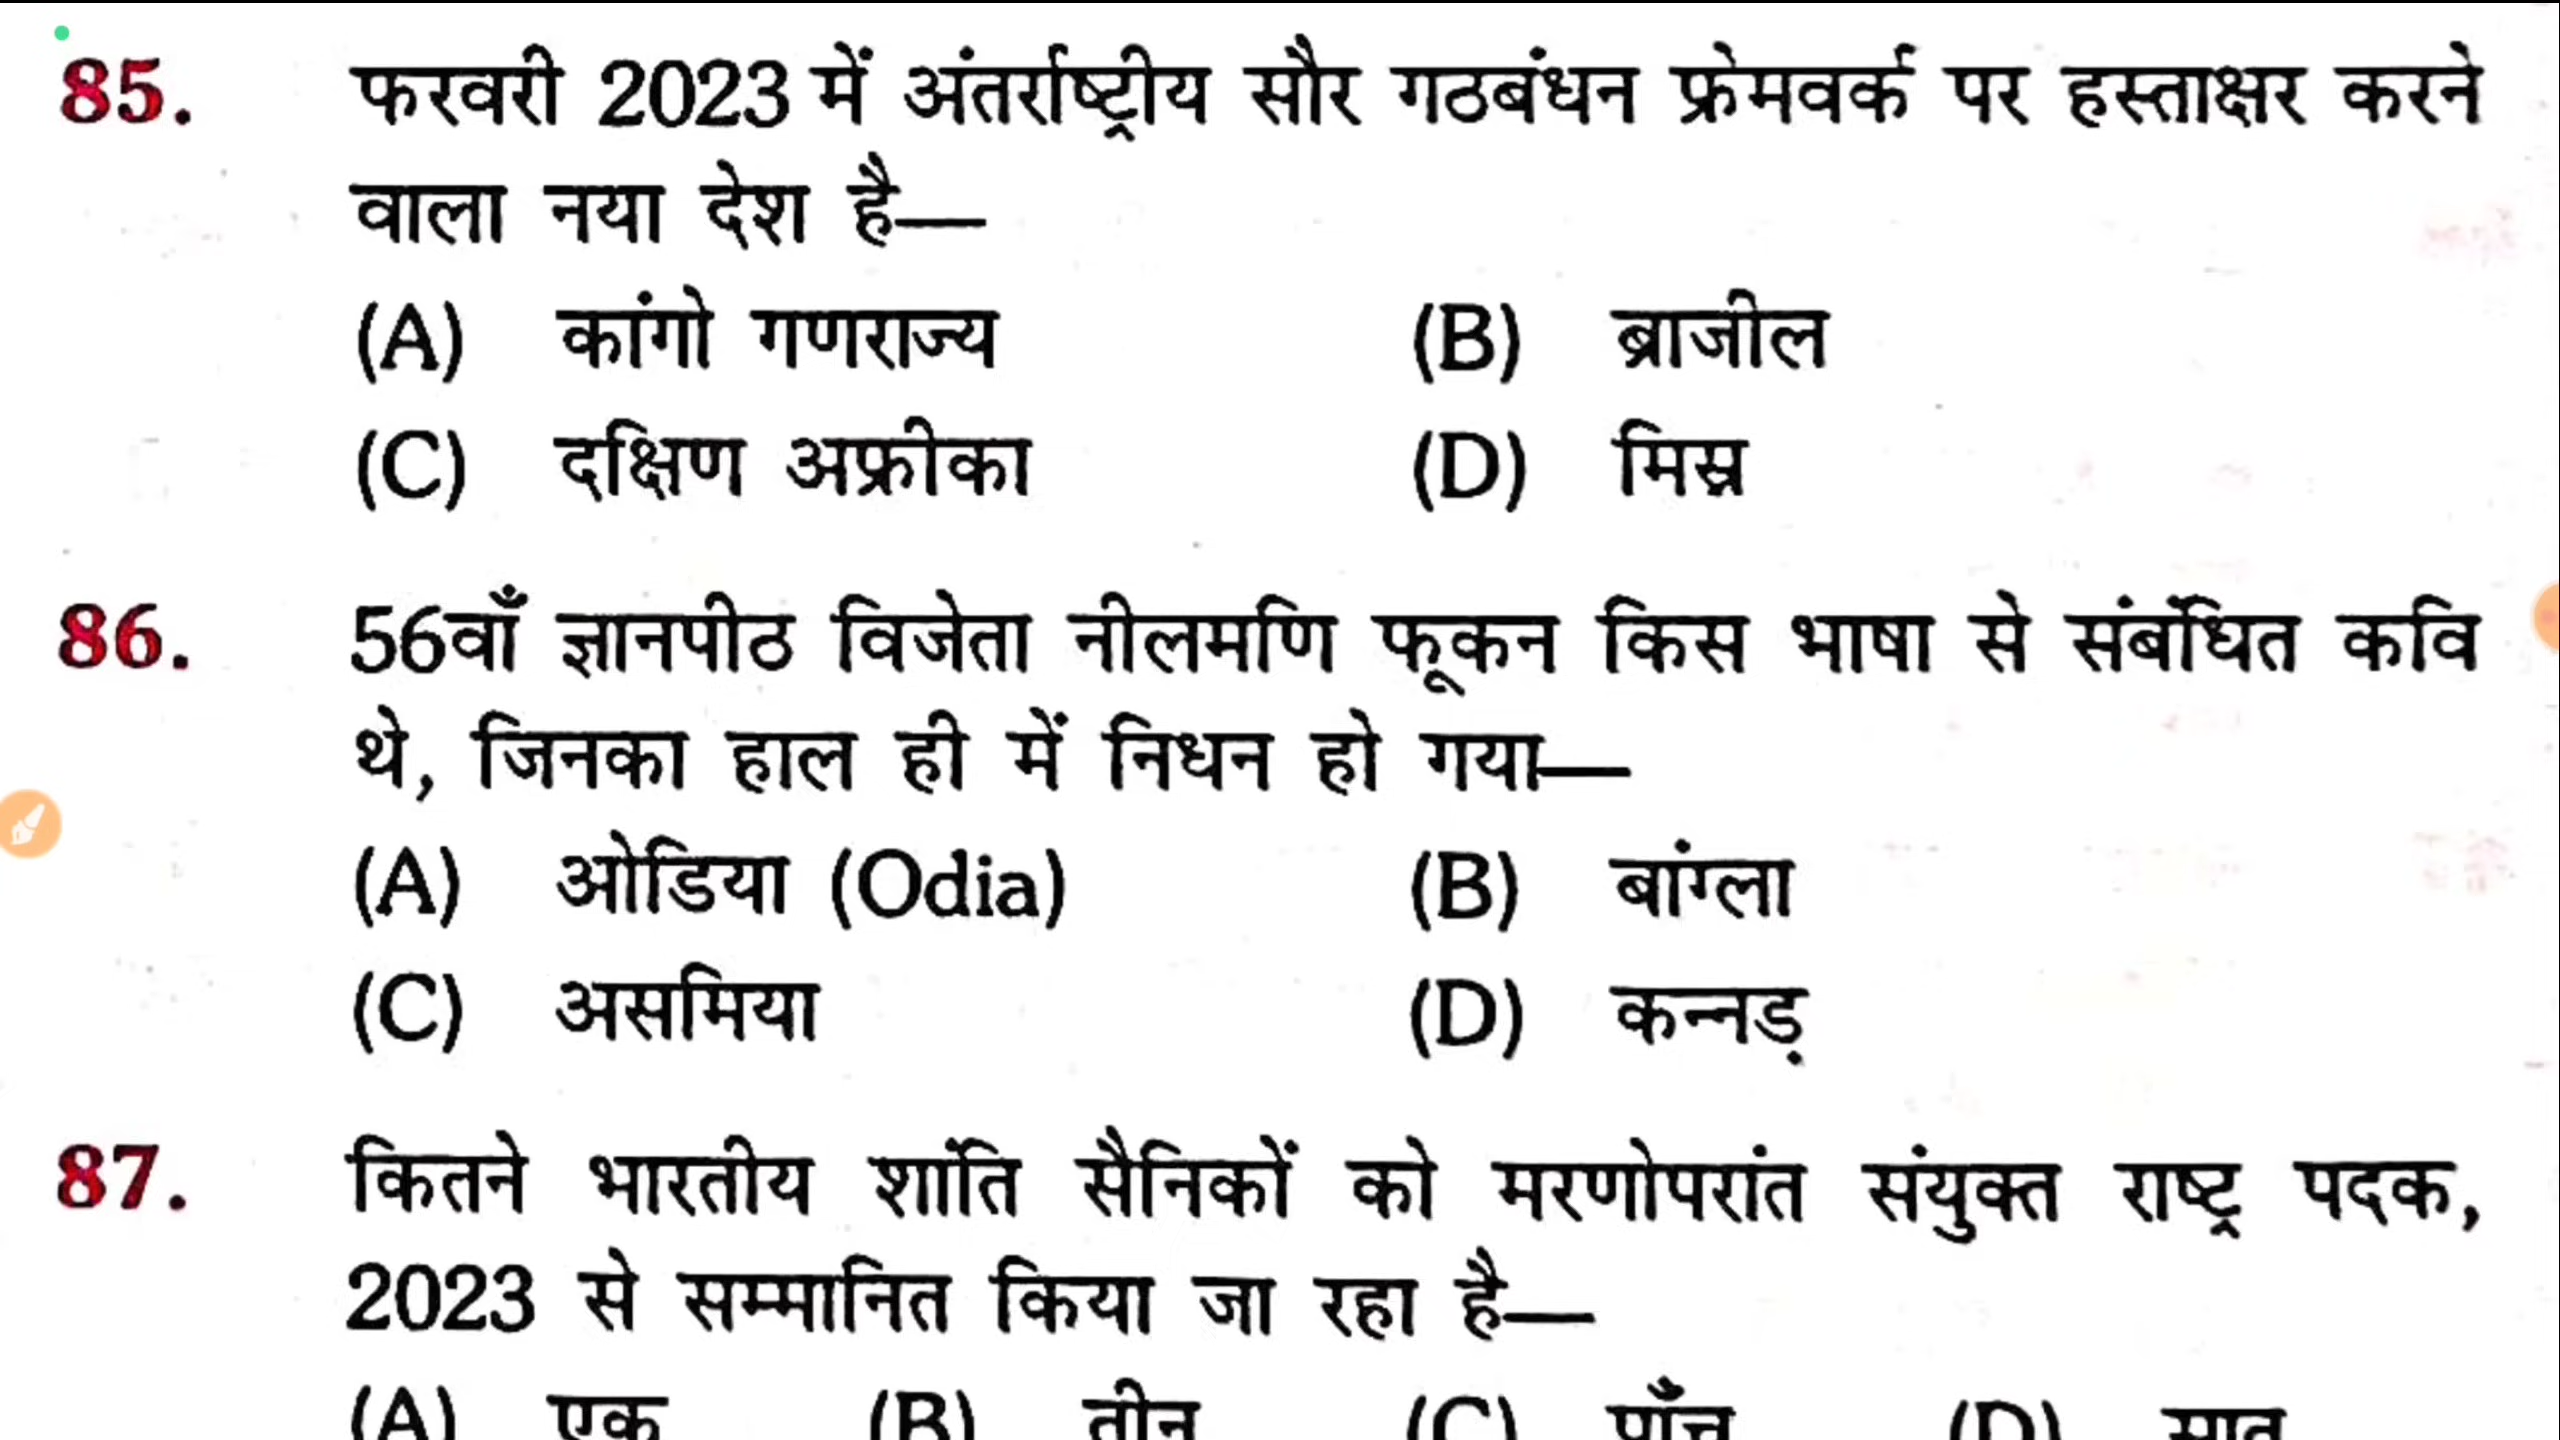 85. फरवरी 2023 में अंतर्राष्ट्रीय सौर गठबंधन फ्रेमवर्क पर हस्ताक्षर करने
वाला नया देश है—
(A) कांगो गणराज्य (B) ब्राजील
(C) दक्षिण अफ्रीका (D) मिस्र
86. 56वाँ ज्ञानपीठ विजेता नीलमणि फूकन किस भाषा से संबंधित कवि
थे, जिनका हाल ही में निधन हो गया—
(A) ओडिया (Odia) (B) बांग्ला
(C) असमिया (D) कन्नड़
87. कितने भारतीय शांति सैनिकों को मरणोपरांत संयुक्त राष्ट्र पदक,
2023 से सम्मानित किया जा रहा है—
(A) एक (B) तीन (C) पाँच (D) सात